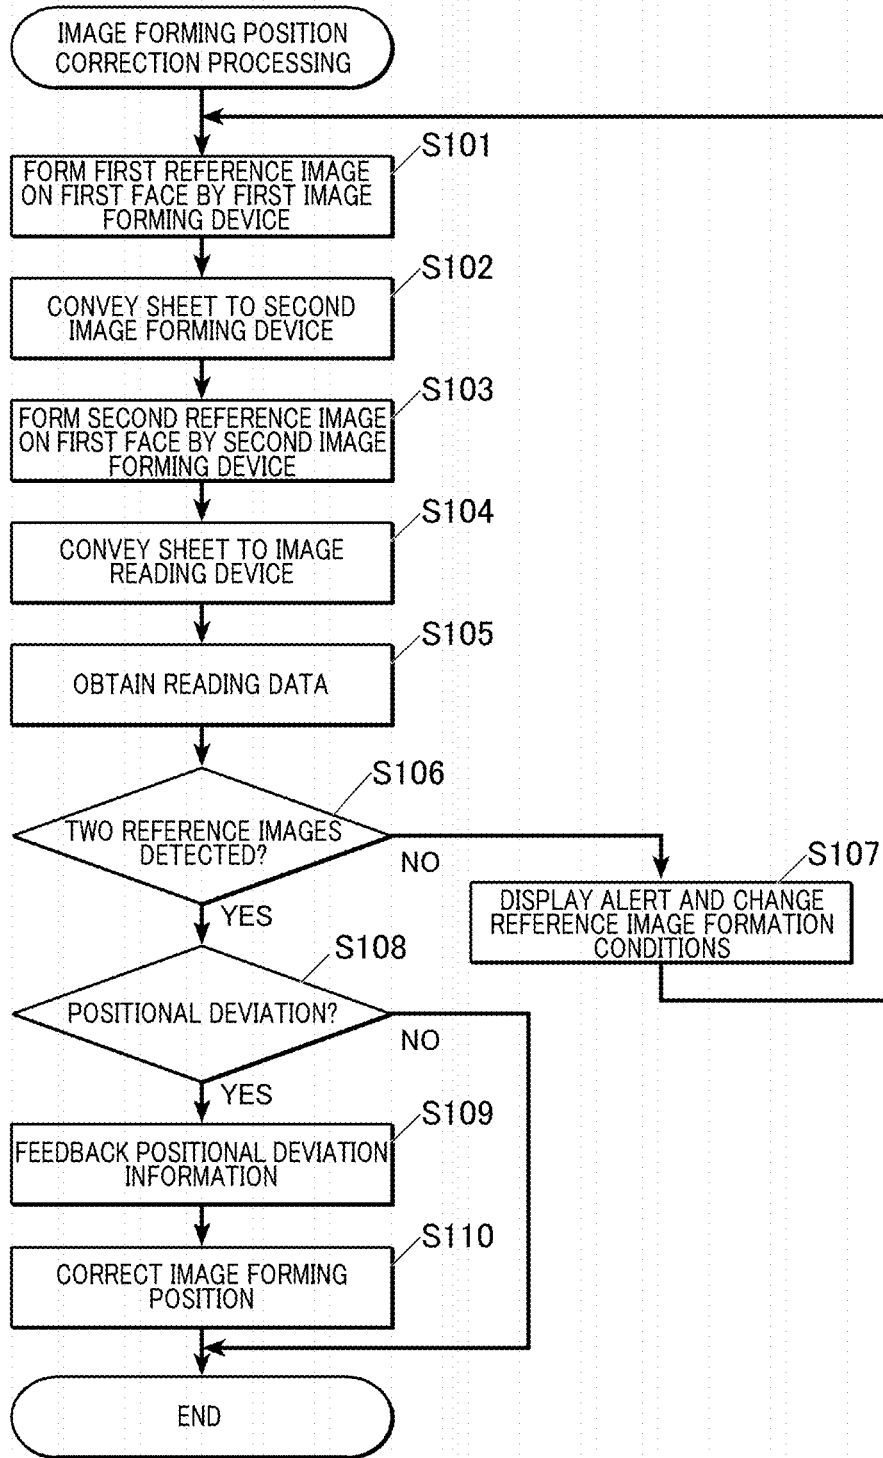 IMAGE FORMING POSITION
CORRECTION PROCESSING
S101
FORM FIRST REFERENCE IMAGE
ON FIRST FACE BY FIRST IMAGE
FORMING DEVICE
S102
CONVEY SHEET TO SECOND
IMAGE FORMING DEVICE
S103
FORM SECOND REFERENCE IMAGE
ON FIRST FACE BY SECOND IMAGE
FORMING DEVICE
S104
CONVEY SHEET TO IMAGE
READING DEVICE
S105
OBTAIN READING DATA
S106
TWO REFERENCE IMAGES
DETECTED?
NO
YES
S107
DISPLAY ALERT AND CHANGE
REFERENCE IMAGE FORMATION
CONDITIONS
S108
POSITIONAL DEVIATION?
NO
YES
S109
FEEDBACK POSITIONAL DEVIATION
INFORMATION
S110
CORRECT IMAGE FORMING
POSITION
END